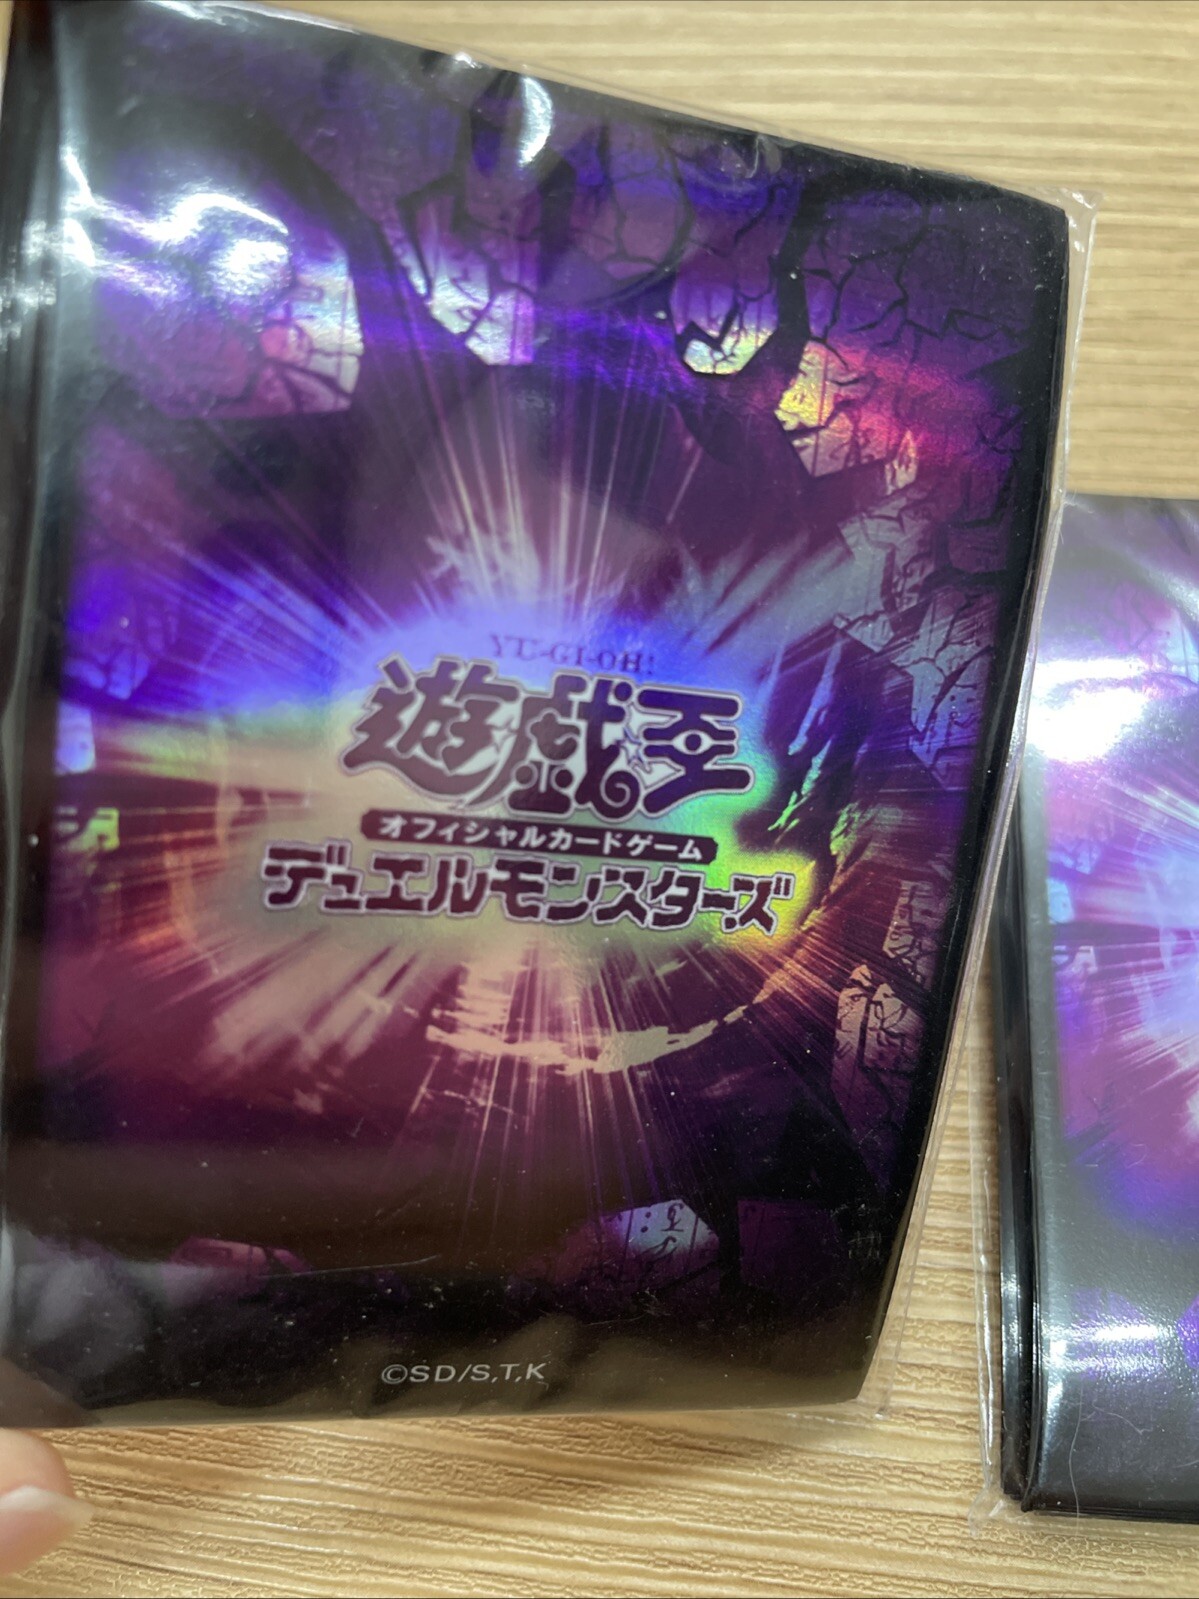 YU-GI-OH!
遊戯王
オフィシャルカードゲーム
デュエルモンスターズ
©SD/S,T,K